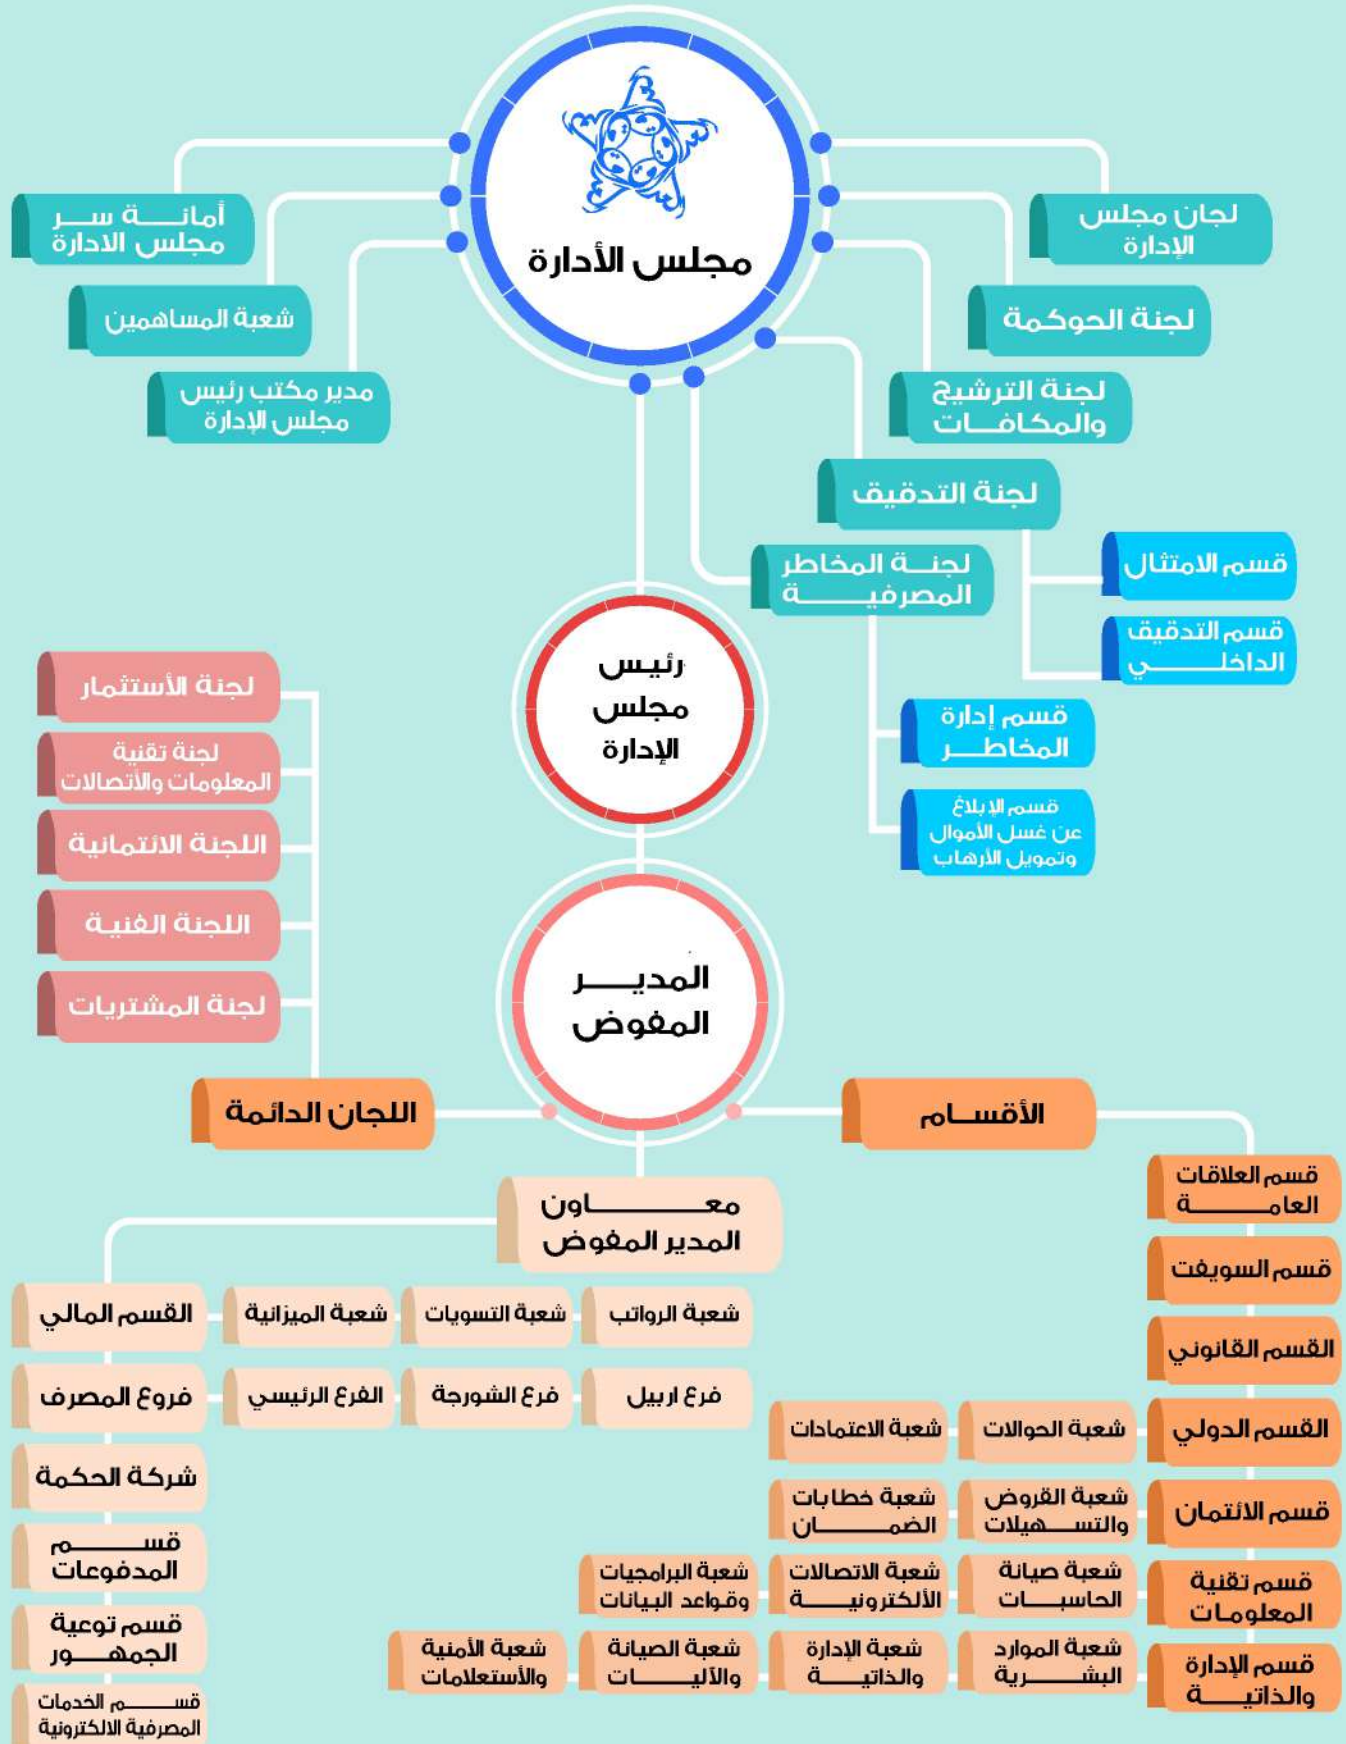 مجلس الأدارة
لجان مجلس
الإدارة
لجنة الحوكمة
لجنة الترشيح
والمكافات
لجنة التدقيق
قسم الامتثال
قسم التدقيق
الداخلي
لجنة المخاطر
المصرفية
قسم إدارة
المخاطر
قسم الإبلاغ
عن غسل الأموال
وتمويل الأرهاب
أمانة سر
مجلس الادارة
شعبة المساهمين
مدير مكتب رئيس
مجلس الإدارة
رئيس
مجلس
الإدارة
المدير
المفوض
لجنة الأستثمار
لجنة تقنية
المعلومات والأتصالات
اللجنة الائتمانية
اللجنة الفنية
لجنة المشتريات
اللجان الدائمة
الأقسام
قسم العلاقات
العامة
قسم السويفت
القسم القانوني
القسم الدولي
شعبة الحوالات
شعبة الاعتمادات
قسم الائتمان
شعبة القروض
والتسهيلات
شعبة خطابات
الضمان
قسم تقنية
المعلومات
شعبة صيانة
الحاسبات
شعبة الاتصالات
الألكترونية
شعبة البرامجيات
وقواعد البيانات
قسم الإدارة
والذاتية
شعبة الموارد
البشرية
شعبة الإدارة
والذاتية
شعبة الصيانة
والأليات
شعبة الأمنية
والأستعلامات
معاون
المدير المفوض
القسم المالي
شعبة الميزانية
شعبة التسويات
شعبة الرواتب
فروع المصرف
الفرع الرئيسي
فرع الشورجة
فرع اربيل
شركة الحكمة
قسم
المدفوعات
قسم توعية
الجمهور
قسم الخدمات
المصرفية الالكترونية